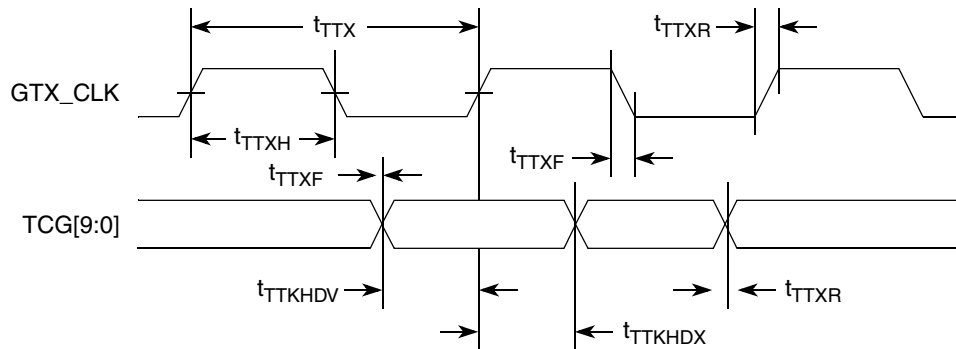 tTTX
tTTXR
GTX_CLK
tTTXH
tTTXF
tTTXF
TCG[9:0]
tTTKHDV
tTTXR
tTTKHDX